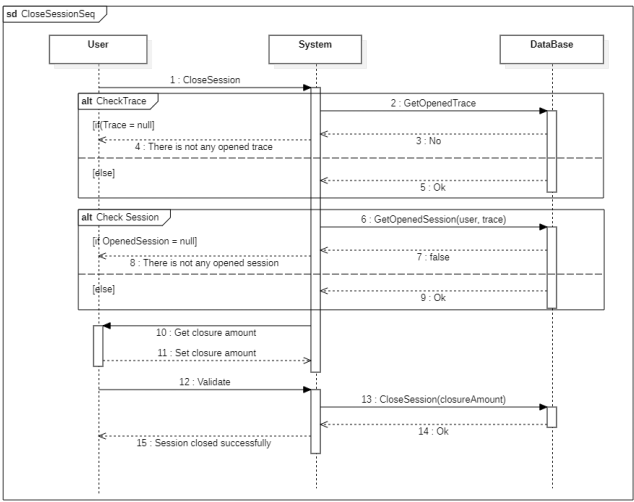 sd CloseSessionSeq
User
System
DataBase
1 : CloseSession
alt CheckTrace
2 : GetOpenedTrace
[if(Trace = null]
3 : No
4 : There is not any opened trace
[else]
5 : Ok
alt Check Session
6 : GetOpenedSession(user, trace)
[if OpenedSession = null]
7 : false
8 : There is not any opened session
[else]
9 : Ok
10 : Get closure amount
11 : Set closure amount
12 : Validate
13 : CloseSession(closureAmount)
14 : Ok
15 : Session closed successfully